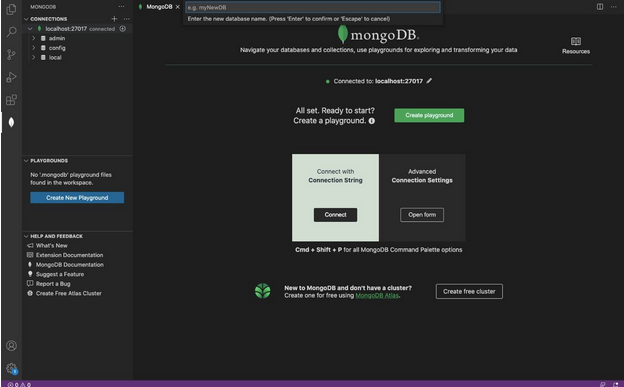 MONGODB
MongoDB
e.g. myNewDB
Enter the new database name. (Press 'Enter' to confirm or 'Escape' to cancel)
CONNECTIONS
localhost:27017 connected
admin
config
local
mongoDB.
Navigate your databases and collections, use playgrounds for exploring and transforming your data
Resources
Connected to: localhost:27017
All set. Ready to start?
Create a playground.
Create playground
PLAYGROUNDS
No '.mongodb' playground files
found in the workspace.
Create New Playground
Connect with
Connection String
Connect
Advanced
Connection Settings
Open form
Cmd + Shift + P for all MongoDB Command Palette options
HELP AND FEEDBACK
What's New
Extension Documentation
MongoDB Documentation
Suggest a Feature
Report a Bug
Create Free Atlas Cluster
New to MongoDB and don't have a cluster?
Create one for free using MongoDB Atlas.
Create free cluster
0 0